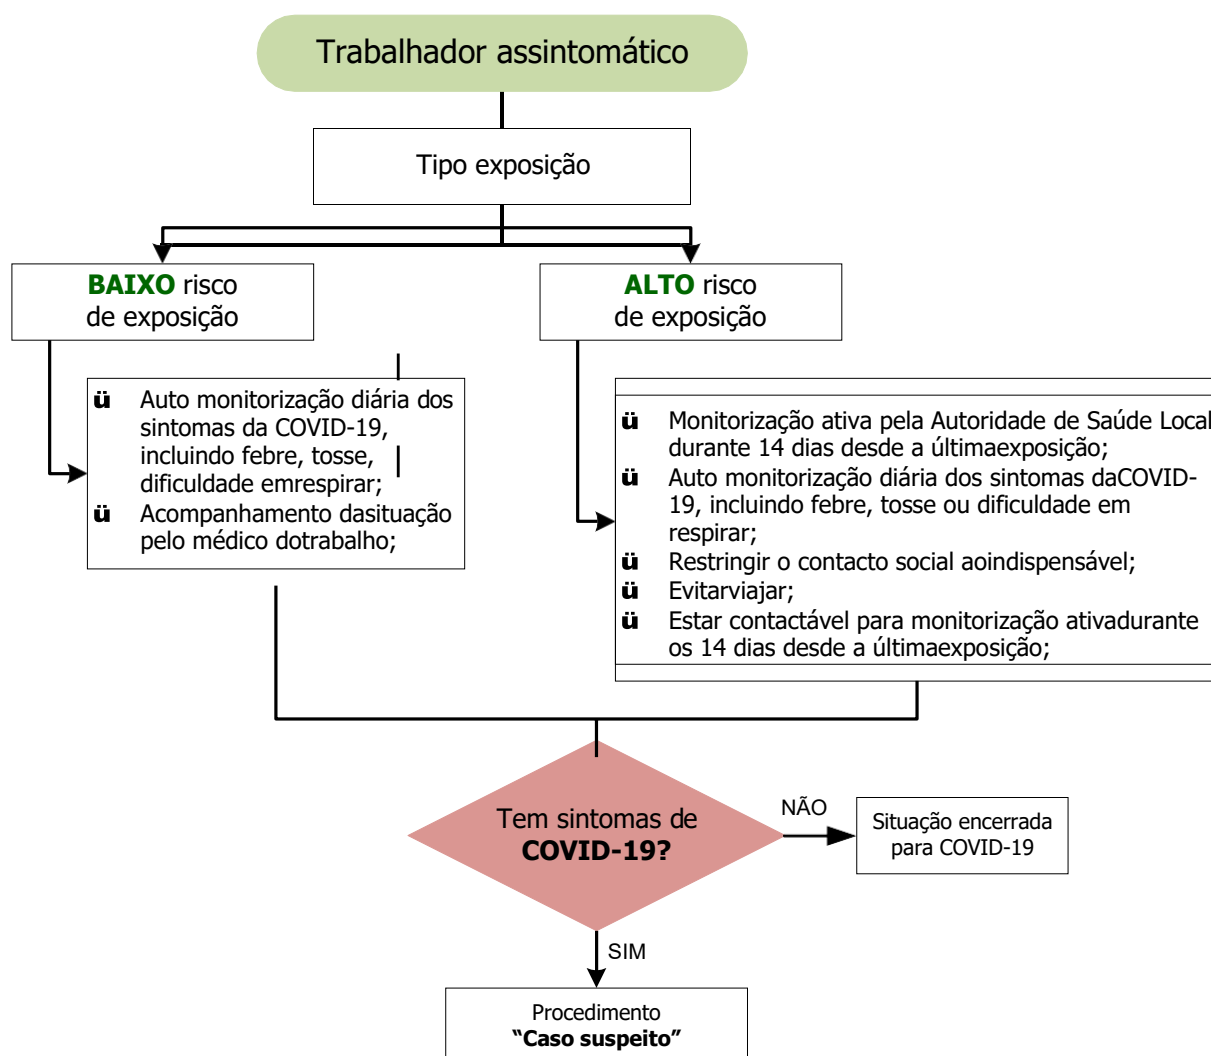 Trabalhador assintomático
Tipo exposição
BAIXO risco
de exposição
ALTO risco
de exposição
ü Auto monitorização diária dos
sintomas da COVID-19,
incluindo febre, tosse,
dificuldade emrespirar;
ü Acompanhamento dasituação
pelo médico dotrabalho;
ü Monitorização ativa pela Autoridade de Saúde Local
durante 14 dias desde a últimaexposição;
ü Auto monitorização diária dos sintomas daCOVID-
19, incluindo febre, tosse ou dificuldade em
respirar;
ü Restringir o contacto social aoindispensável;
ü Evitarviajar;
ü Estar contactável para monitorização ativadurante
os 14 dias desde a últimaexposição;
Tem sintomas de
COVID-19?
NÃO
Situação encerrada
para COVID-19
SIM
Procedimento
“Caso suspeito”